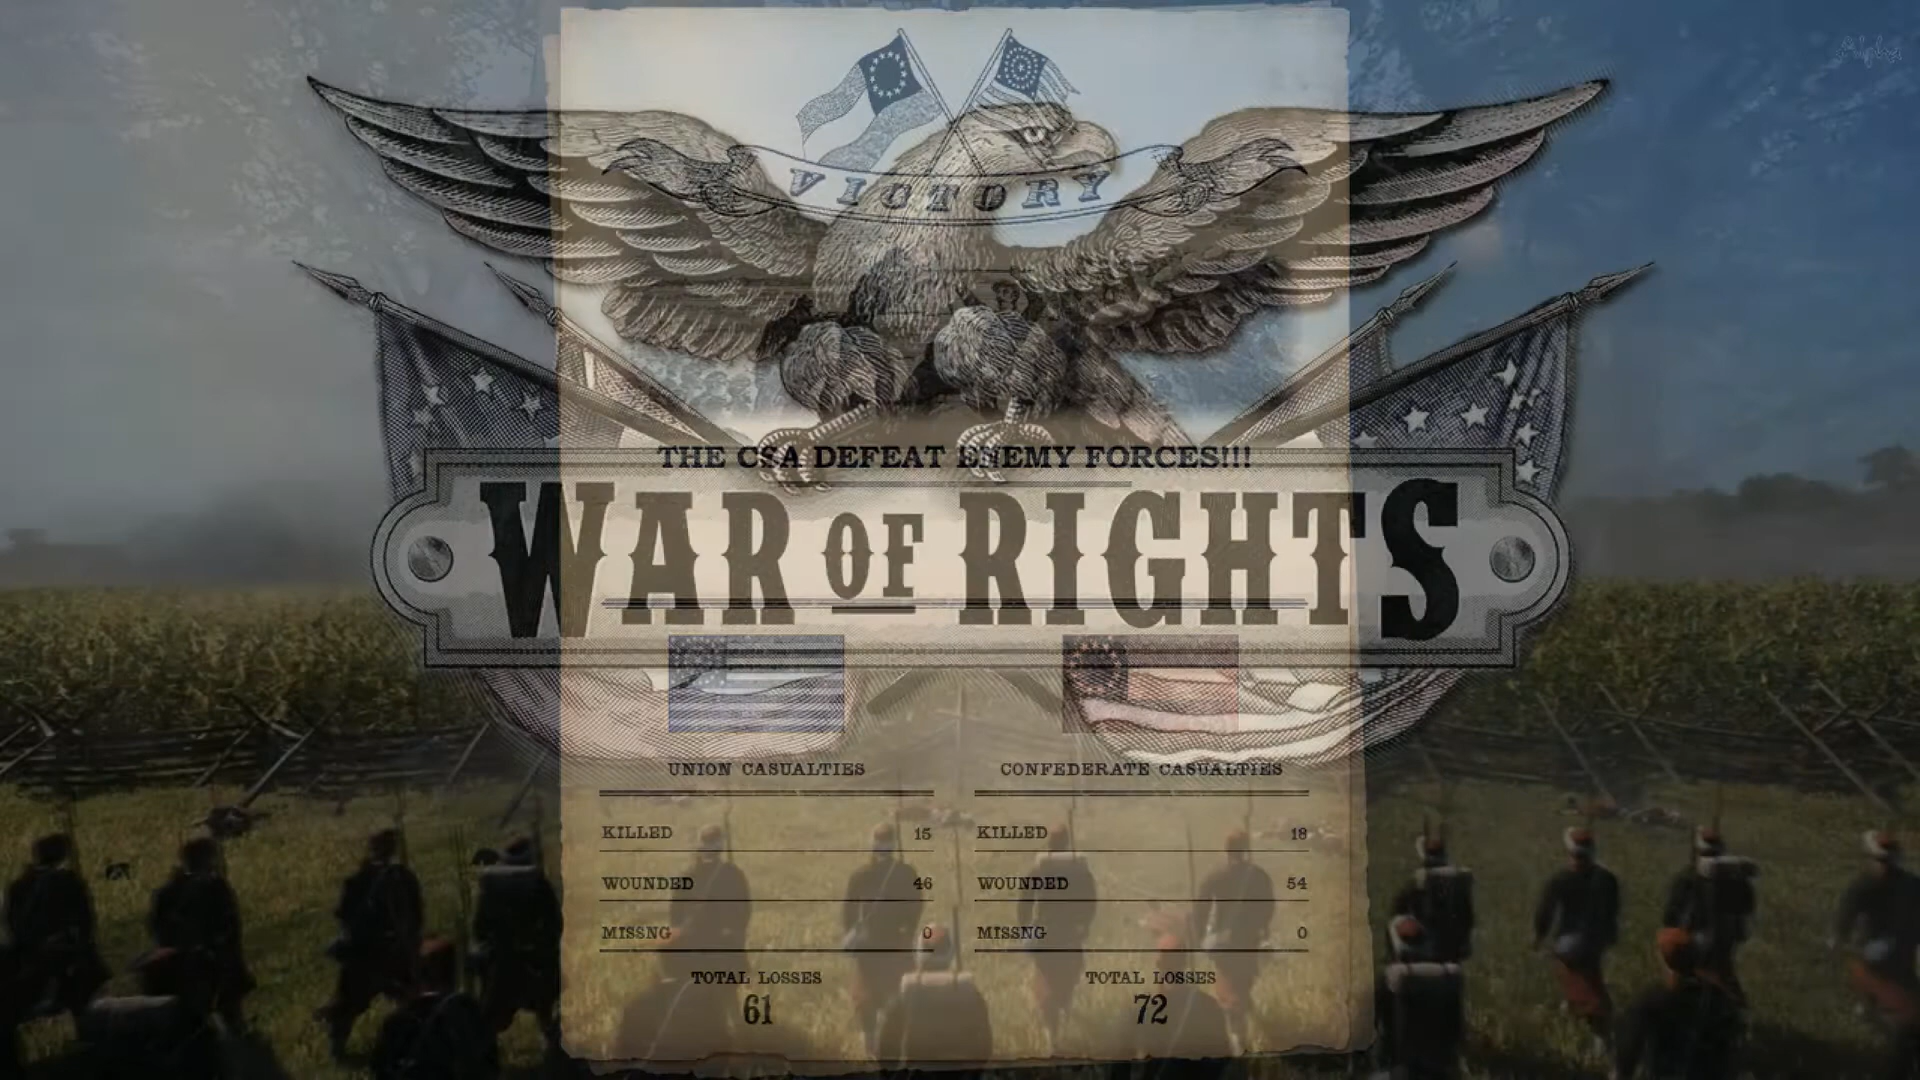 Alpha
VICTORY
THE CSA DEFEAT ENEMY FORCES!!!
WAR OF RIGHTS
UNION CASUALTIES
CONFEDERATE CASUALTIES
KILLED 15
KILLED 18
WOUNDED 46
WOUNDED 54
MISSNG 0
MISSNG 0
TOTAL LOSSES
TOTAL LOSSES
61
72